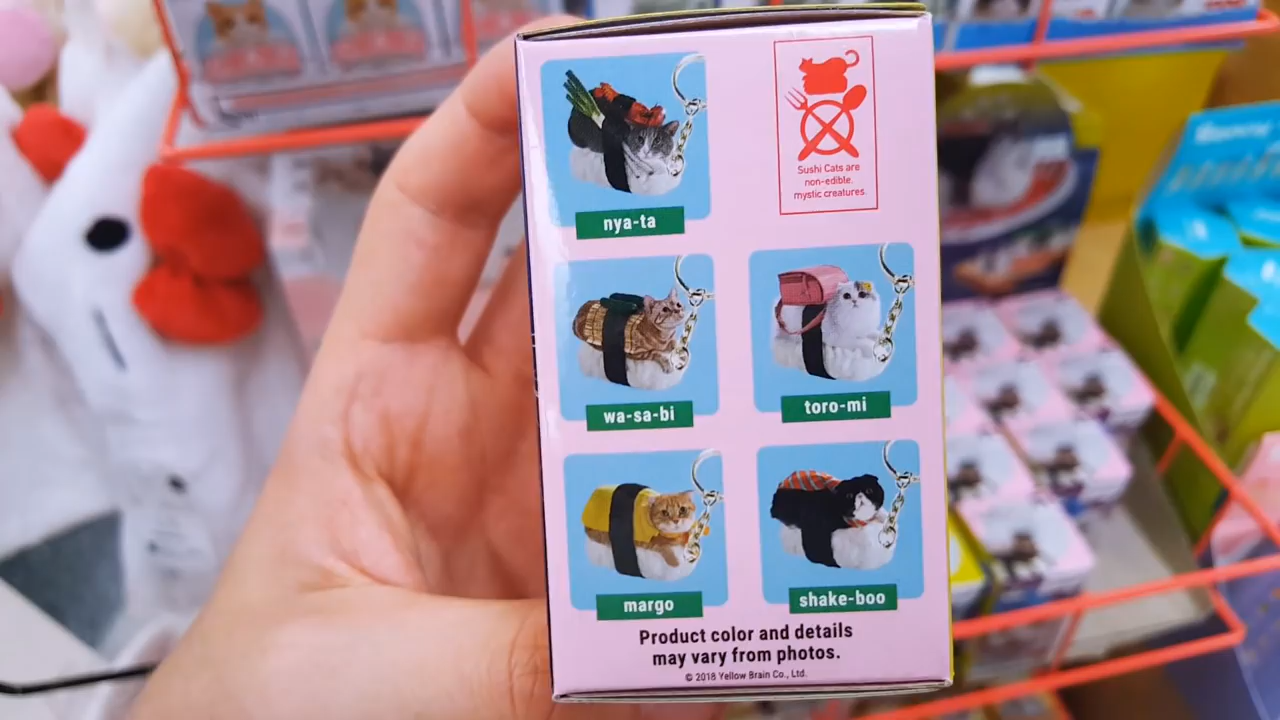 nya-ta
Sushi Cats are
non-edible.
mystic creatures.
wa-sa-bi
toro-mi
margo
shake-boo
Product color and details
may vary from photos.
© 2018 Yellow Brain Co., Ltd.